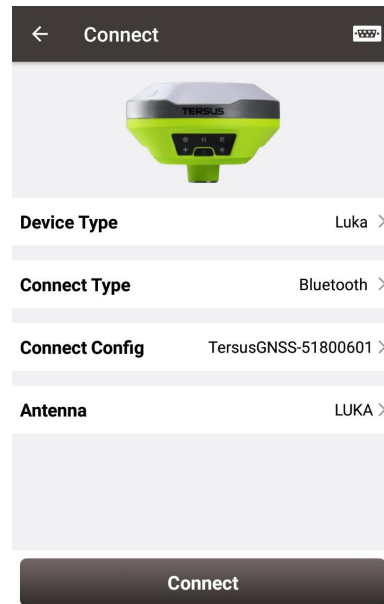 Connect
TERSUS
Device Type Luka
Connect Type Bluetooth
Connect Config TersusGNSS-51800601
Antenna LUKA
Connect